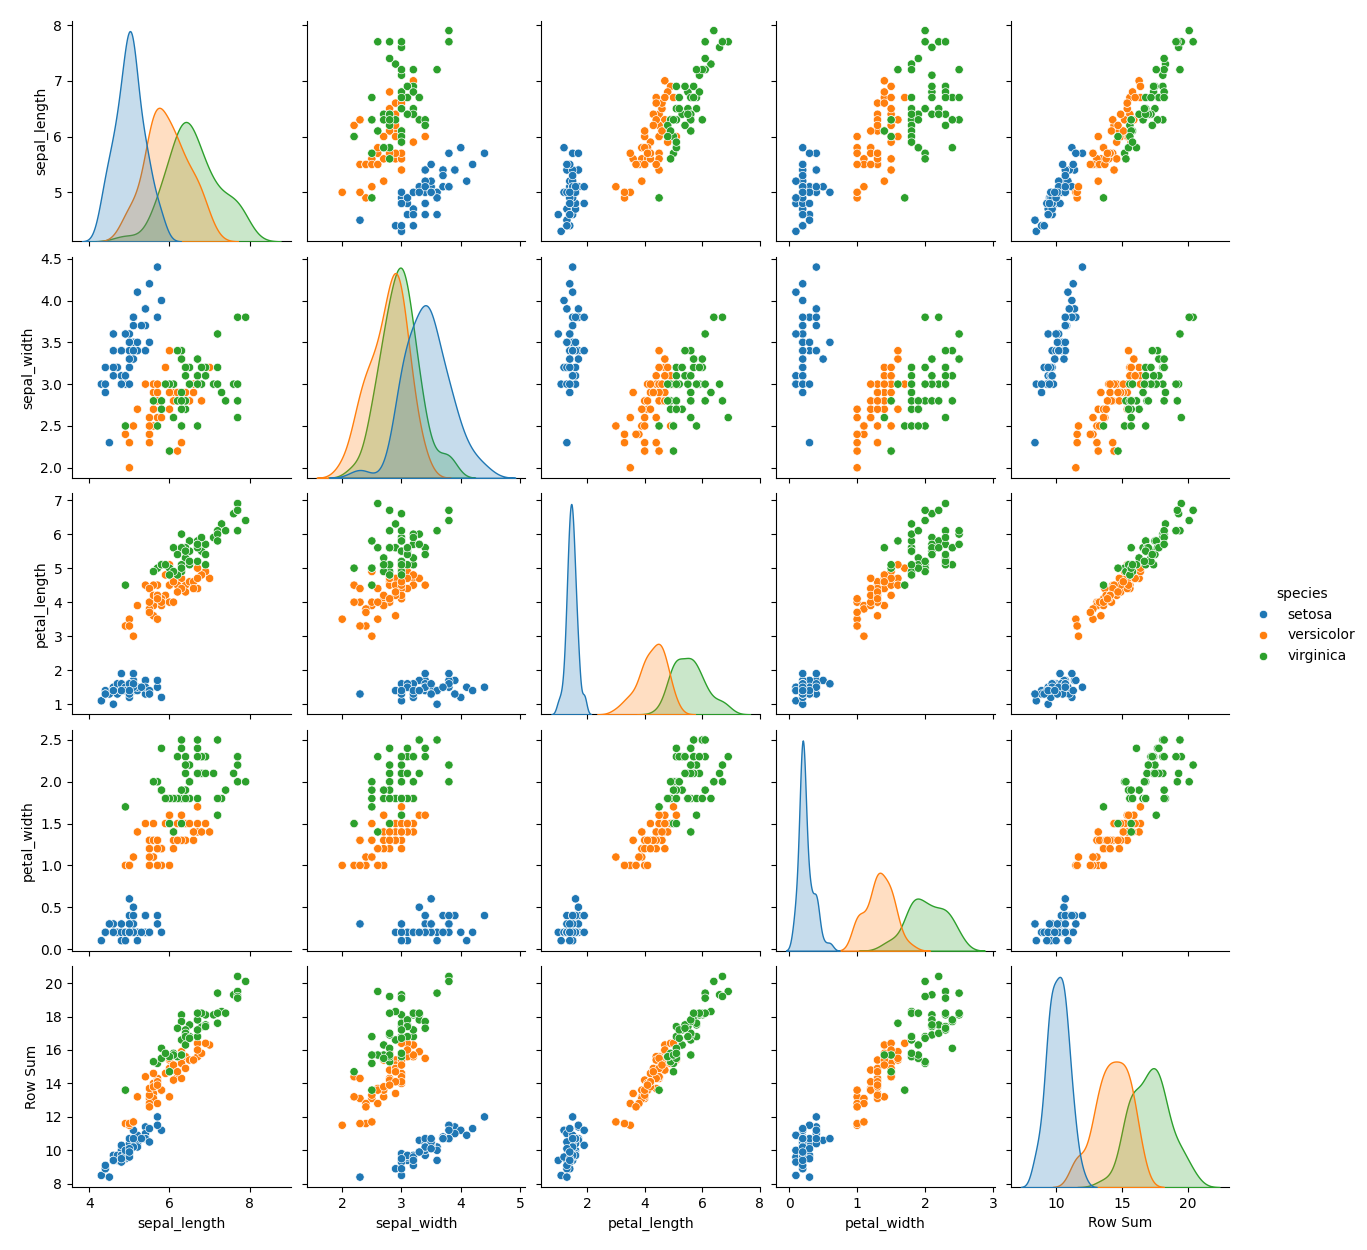 8
7
6
5
sepal_length
4.5
4.0
3.5
3.0
2.5
2.0
sepal_width
7
6
5
4
3
2
1
petal_length
species
setosa
versicolor
virginica
2.5
2.0
1.5
1.0
0.5
0.0
petal_width
20
18
16
14
12
10
8
Row Sum
4 6 8
2 3 4 5
2 4 6 8
0 1 2 3
10 15 20
sepal_length
sepal_width
petal_length
petal_width
Row Sum